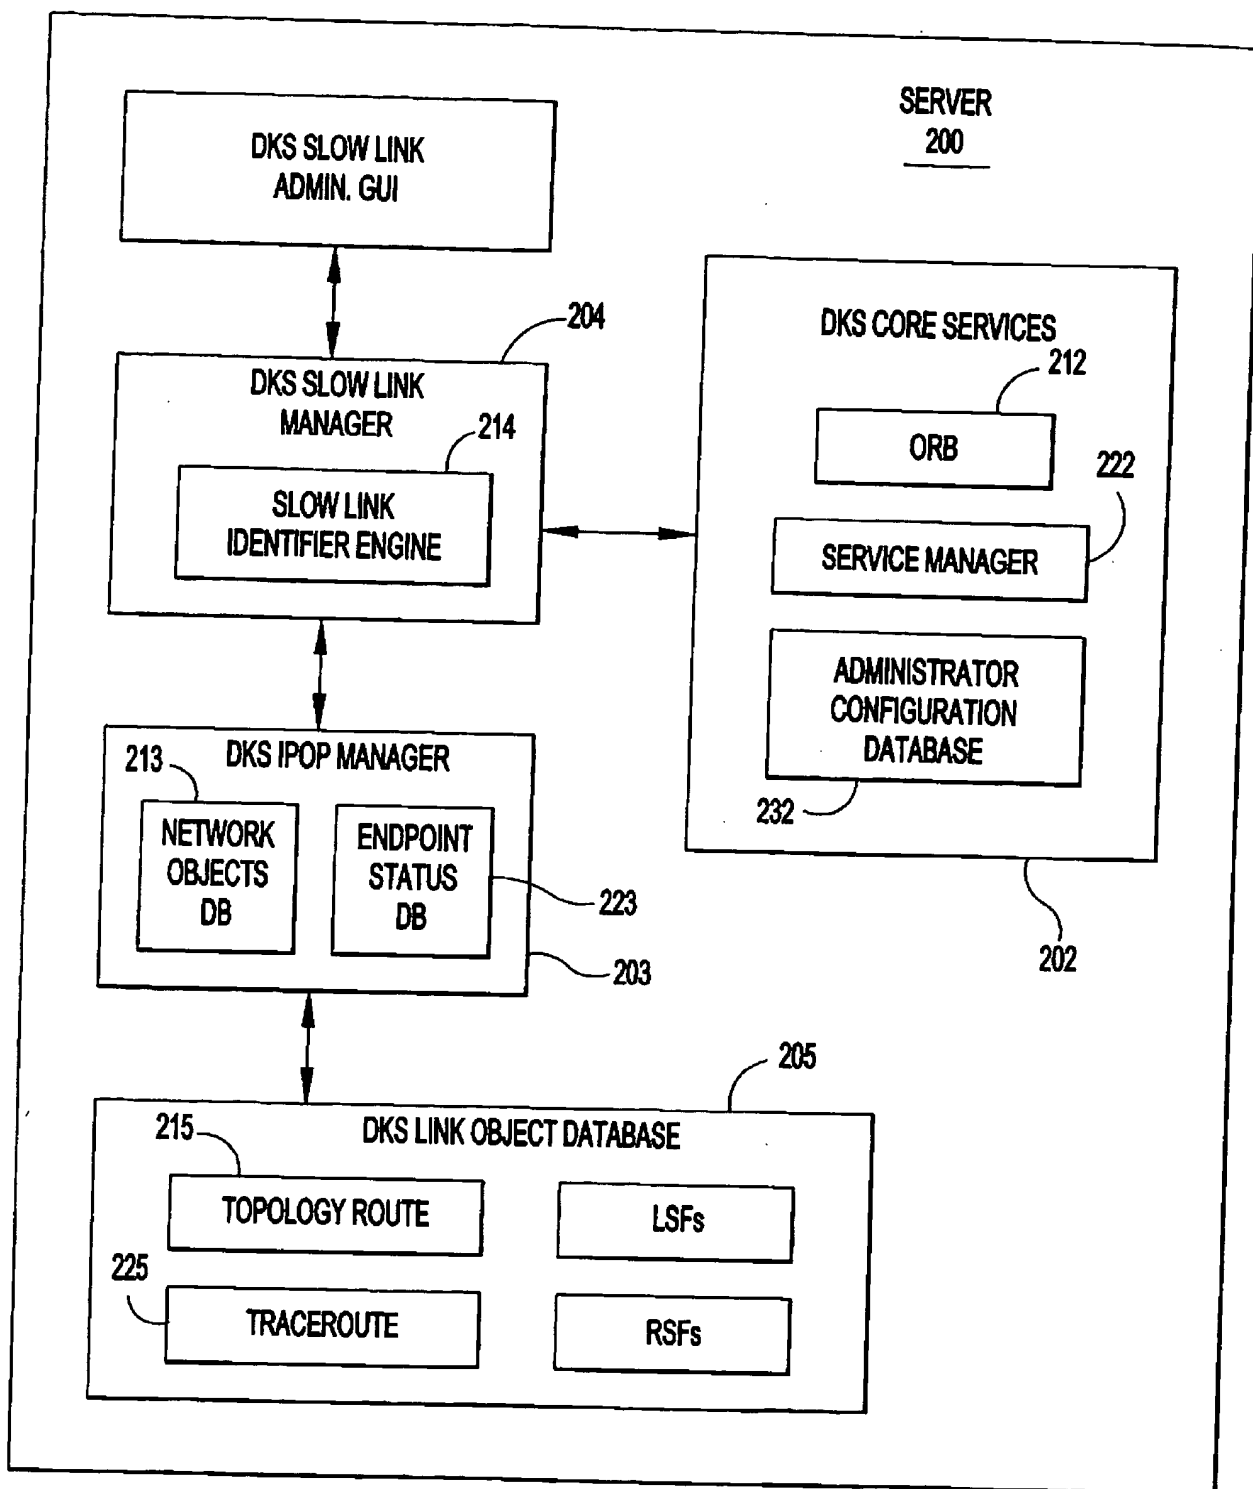 SERVER
200
DKS SLOW LINK
ADMIN. GUI
204
DKS SLOW LINK
MANAGER
214
SLOW LINK
IDENTIFIER ENGINE
DKS CORE SERVICES
212
ORB
222
SERVICE MANAGER
ADMINISTRATOR
CONFIGURATION
DATABASE
232
202
DKS IPOP MANAGER
213
NETWORK
OBJECTS
DB
ENDPOINT
STATUS
DB
223
203
205
DKS LINK OBJECT DATABASE
215
TOPOLOGY ROUTE
LSFs
225
TRACEROUTE
RSFs